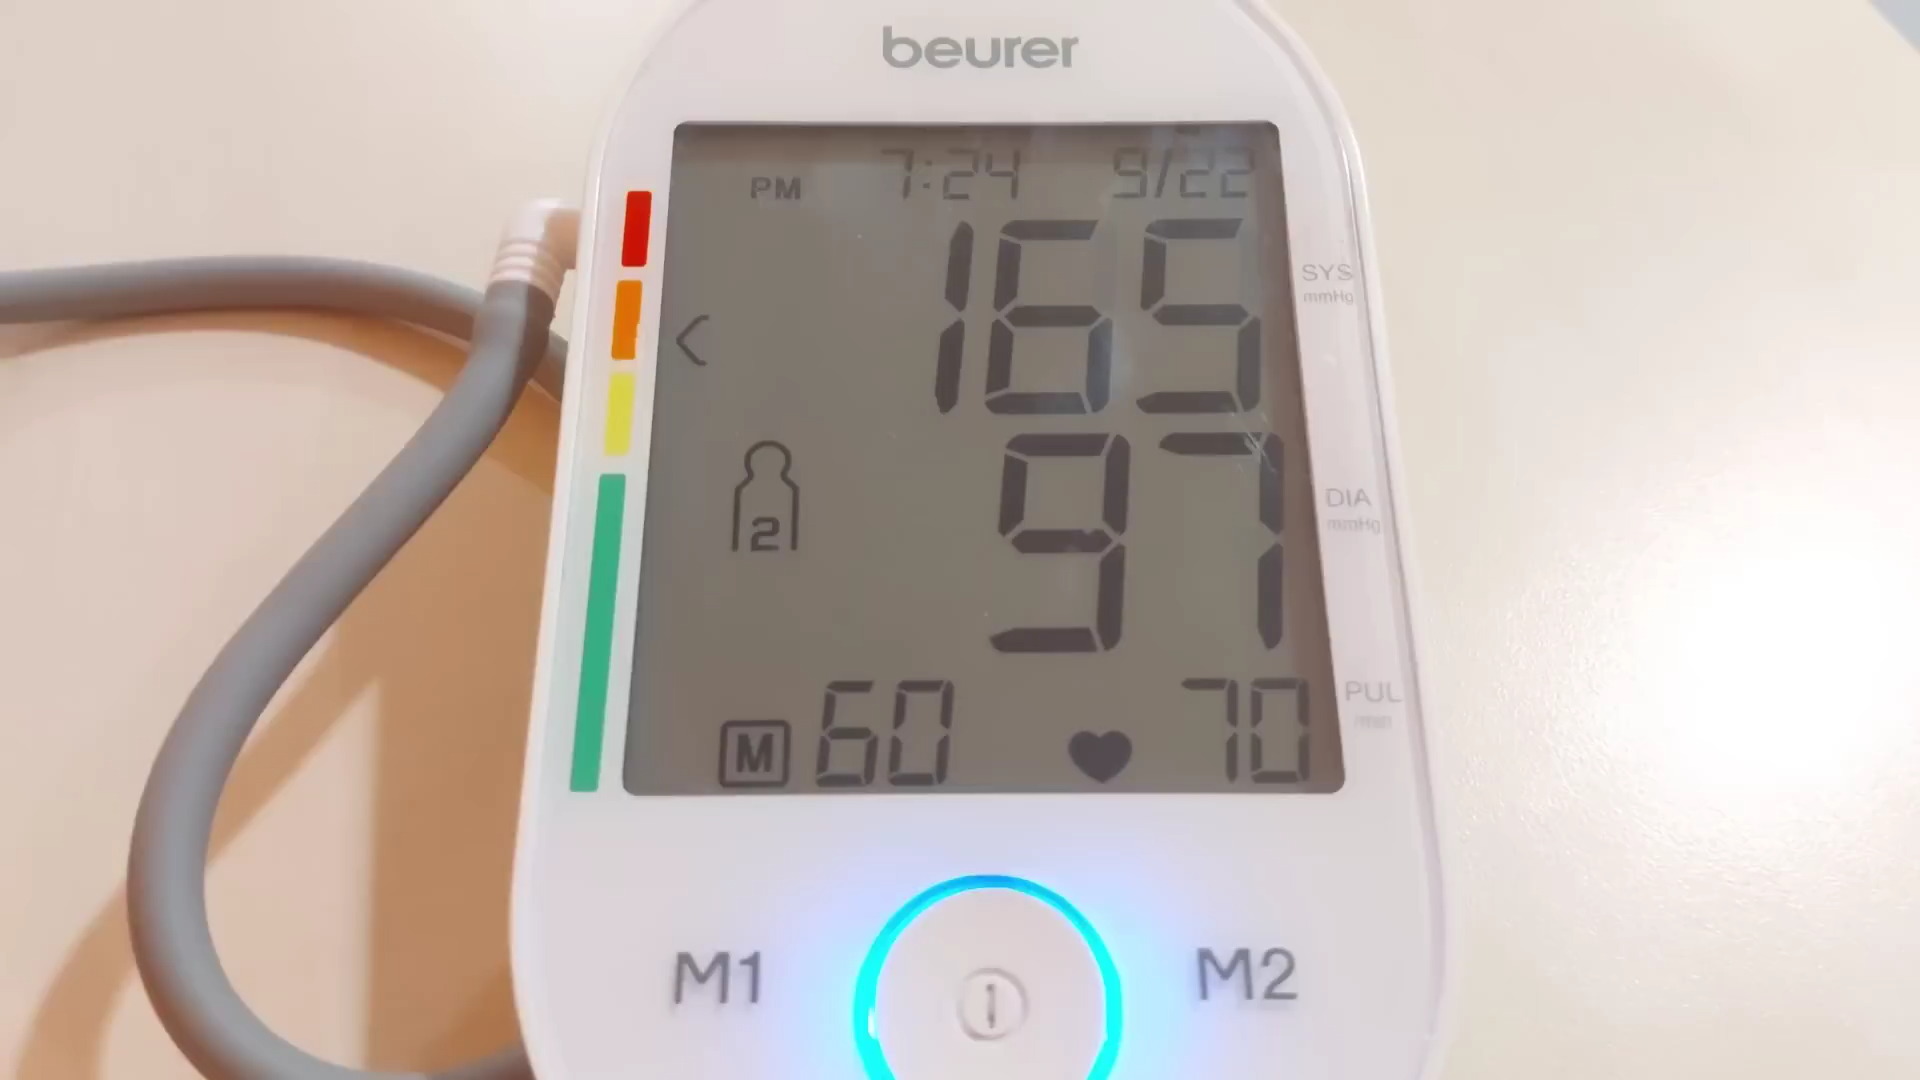 beurer
PM 7:24 9/22
165 SYS
mmHg
97 DIA
mmHg
2
M 60 70 PUL
/min
M1 M2